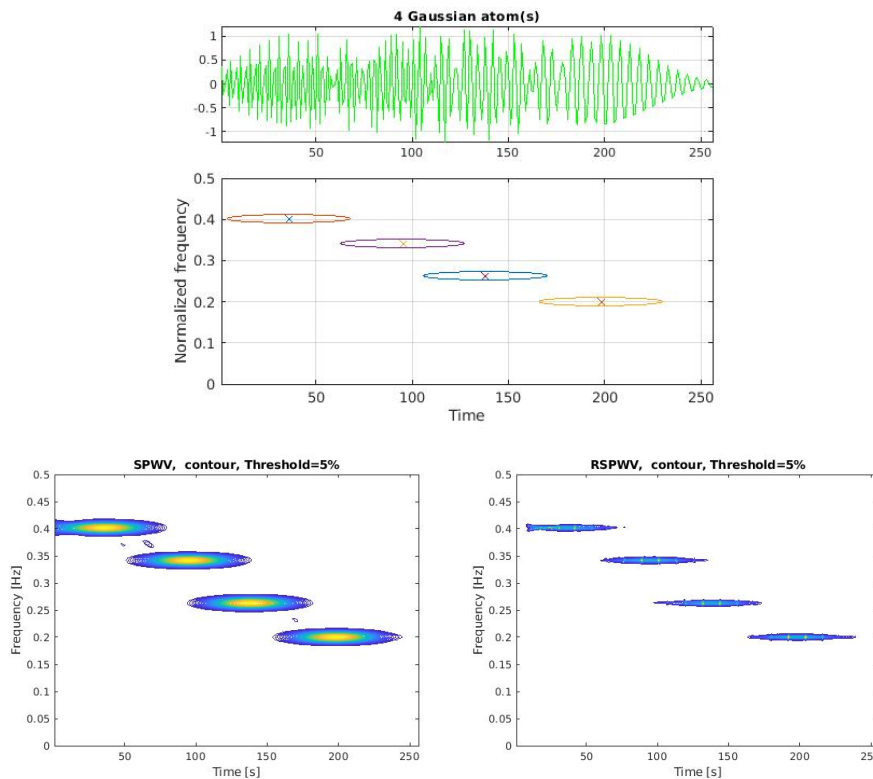 4 Gaussian atom(s)
1
0.5
0
-0.5
-1
50 100 150 200 250
Normalized frequency
0.5
0.4
0.3
0.2
0.1
0
50 100 150 200 250
Time
SPWV, contour, Threshold=5%
Frequency [Hz]
0.5
0.45
0.4
0.35
0.3
0.25
0.2
0.15
0.1
0.05
0
50 100 150 200 250
Time [s]
RSPWV, contour, Threshold=5%
Frequency [Hz]
0.5
0.45
0.4
0.35
0.3
0.25
0.2
0.15
0.1
0.05
0
50 100 150 200 250
Time [s]